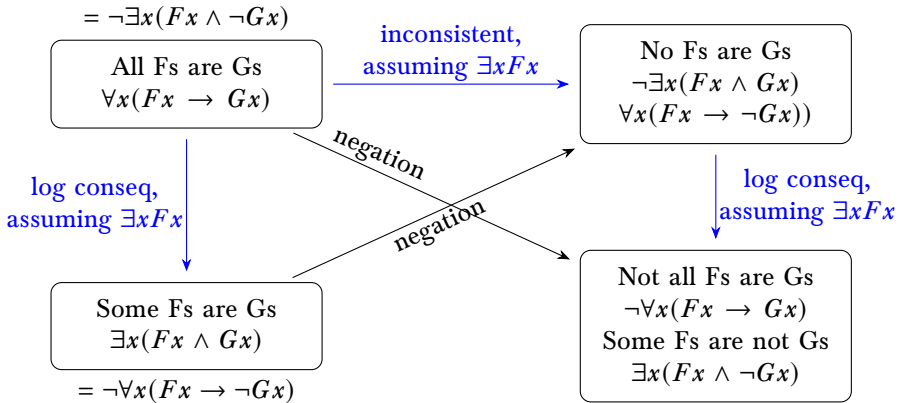 = ¬∃x(Fx ∧ ¬Gx)
All Fs are Gs
∀x(Fx → Gx)
inconsistent,
assuming ∃xFx
No Fs are Gs
¬∃x(Fx ∧ Gx)
∀x(Fx → ¬Gx))
negation
negation
log conseq,
assuming ∃xFx
log conseq,
assuming ∃xFx
Some Fs are Gs
∃x(Fx ∧ Gx)
= ¬∀x(Fx → ¬Gx)
Not all Fs are Gs
¬∀x(Fx → Gx)
Some Fs are not Gs
∃x(Fx ∧ ¬Gx)